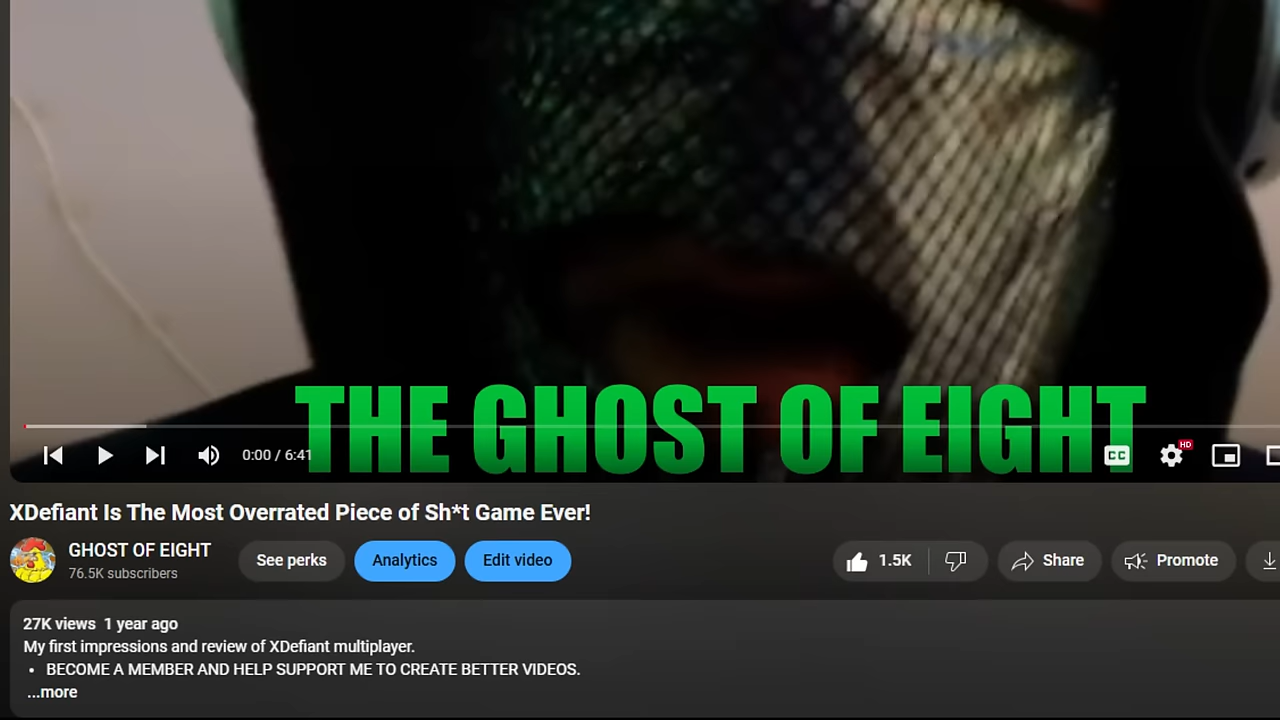 THE GHOST OF EIGHT
0:00 / 6:41
CC
HD
XDefiant Is The Most Overrated Piece of Sh*t Game Ever!
GHOST OF EIGHT
76.5K subscribers
See perks
Analytics
Edit video
1.5K
Share
Promote
27K views 1 year ago
My first impressions and review of XDefiant multiplayer.
• BECOME A MEMBER AND HELP SUPPORT ME TO CREATE BETTER VIDEOS.
...more